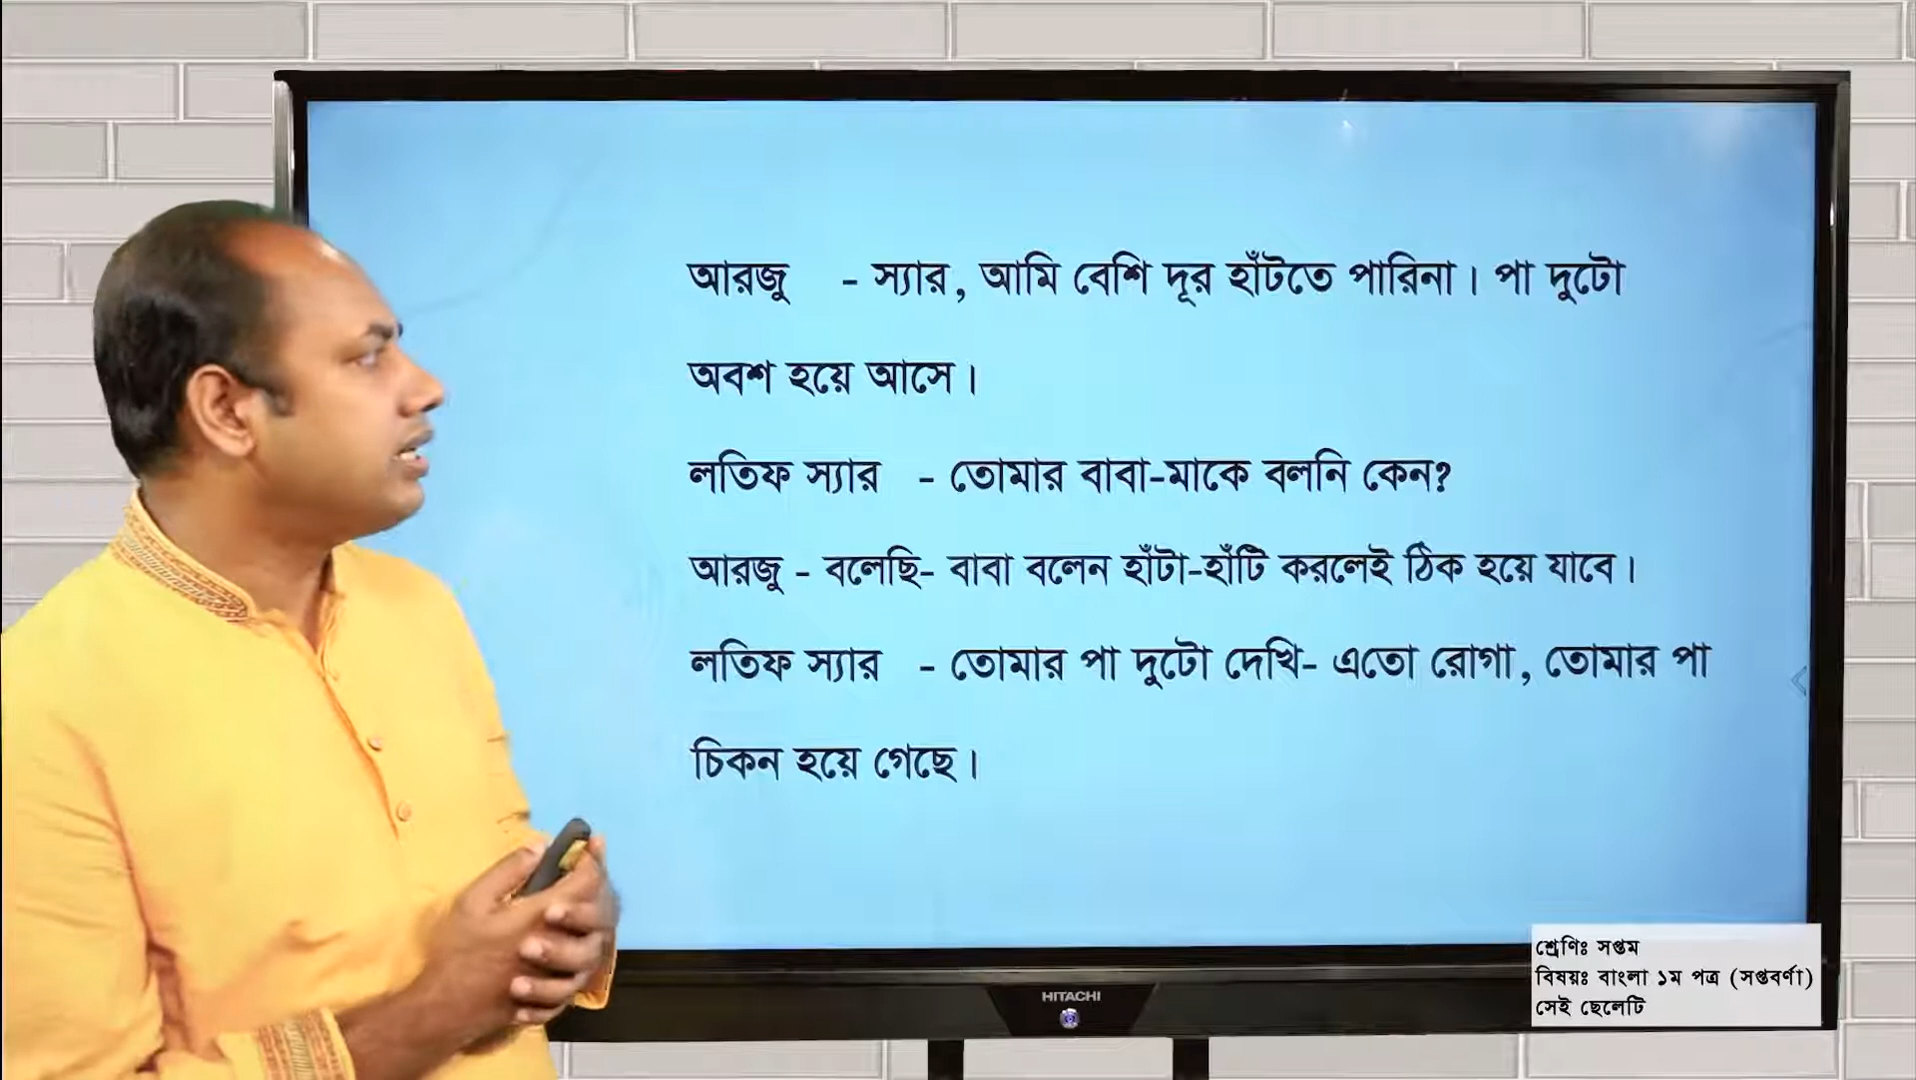 আরজু - স্যার, আমি বেশি দূর হাঁটতে পারিনা। পা দুটো
অবশ হয়ে আসে।
লতিফ স্যার - তোমার বাবা-মাকে বলনি কেন?
আরজু - বলেছি- বাবা বলেন হাঁটা-হাঁটি করলেই ঠিক হয়ে যাবে।
লতিফ স্যার - তোমার পা দুটো দেখি- এতো রোগা, তোমার পা
চিকন হয়ে গেছে।
শ্রেণিঃ সপ্তম
বিষয়ঃ বাংলা ১ম পত্র (সপ্তবর্ণা)
সেই ছেলেটি
HITACHI